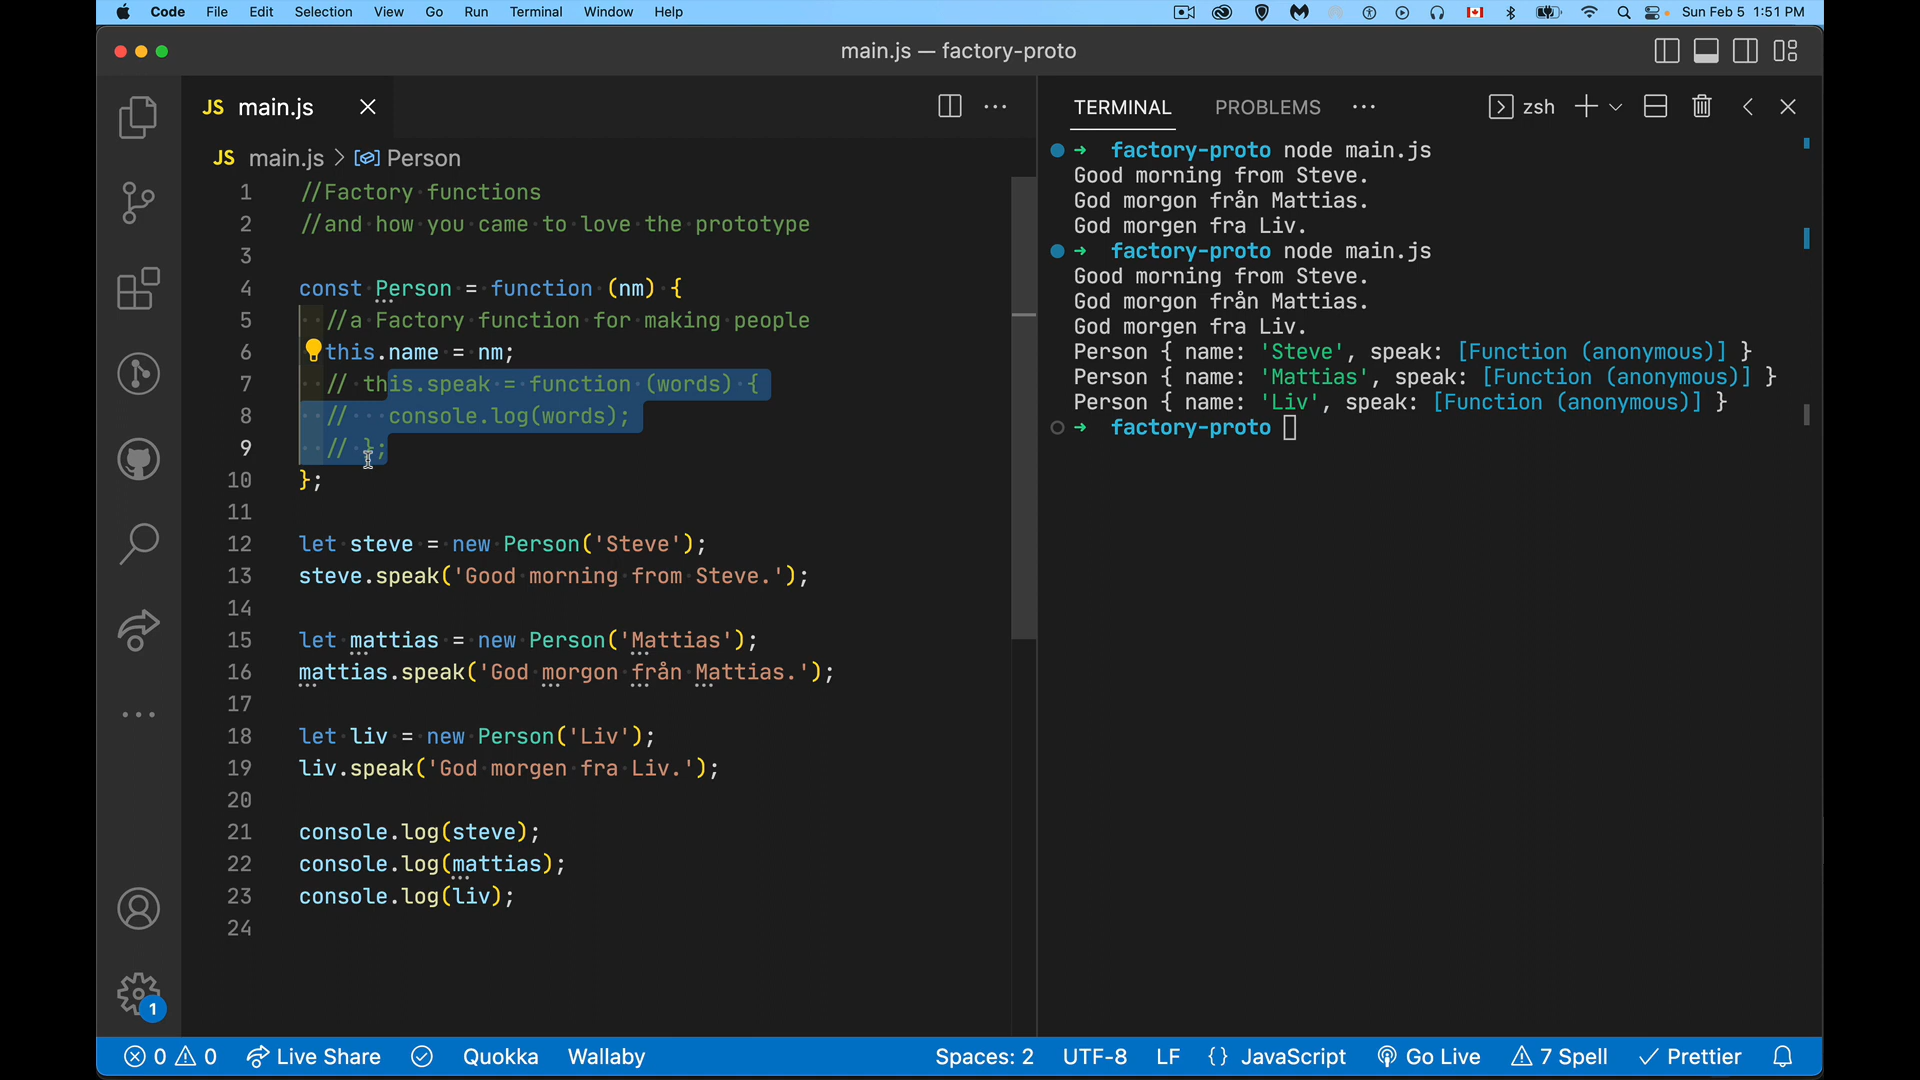 Code File Edit Selection View Go Run Terminal Window Help Sun Feb 5 1:51 PM
main.js — factory-proto
JS main.js
JS main.js > Person
1 //Factory functions
2 //and how you came to love the prototype
3
4 const Person = function (nm) {
5 //a Factory function for making people
6 this.name = nm;
7 // this.speak = function (words) {
8 // console.log(words);
9 // };
10 };
11
12 let steve = new Person('Steve');
13 steve.speak('Good morning from Steve.');
14
15 let mattias = new Person('Mattias');
16 mattias.speak('God morgon från Mattias.');
17
18 let liv = new Person('Liv');
19 liv.speak('God morgen fra Liv.');
20
21 console.log(steve);
22 console.log(mattias);
23 console.log(liv);
24
TERMINAL PROBLEMS zsh
➜ factory-proto node main.js
Good morning from Steve.
God morgon från Mattias.
God morgen fra Liv.
➜ factory-proto node main.js
Good morning from Steve.
God morgon från Mattias.
God morgen fra Liv.
Person { name: 'Steve', speak: [Function (anonymous)] }
Person { name: 'Mattias', speak: [Function (anonymous)] }
Person { name: 'Liv', speak: [Function (anonymous)] }
➜ factory-proto
1
0 0 Live Share Quokka Wallaby Spaces: 2 UTF-8 LF {} JavaScript Go Live 7 Spell Prettier